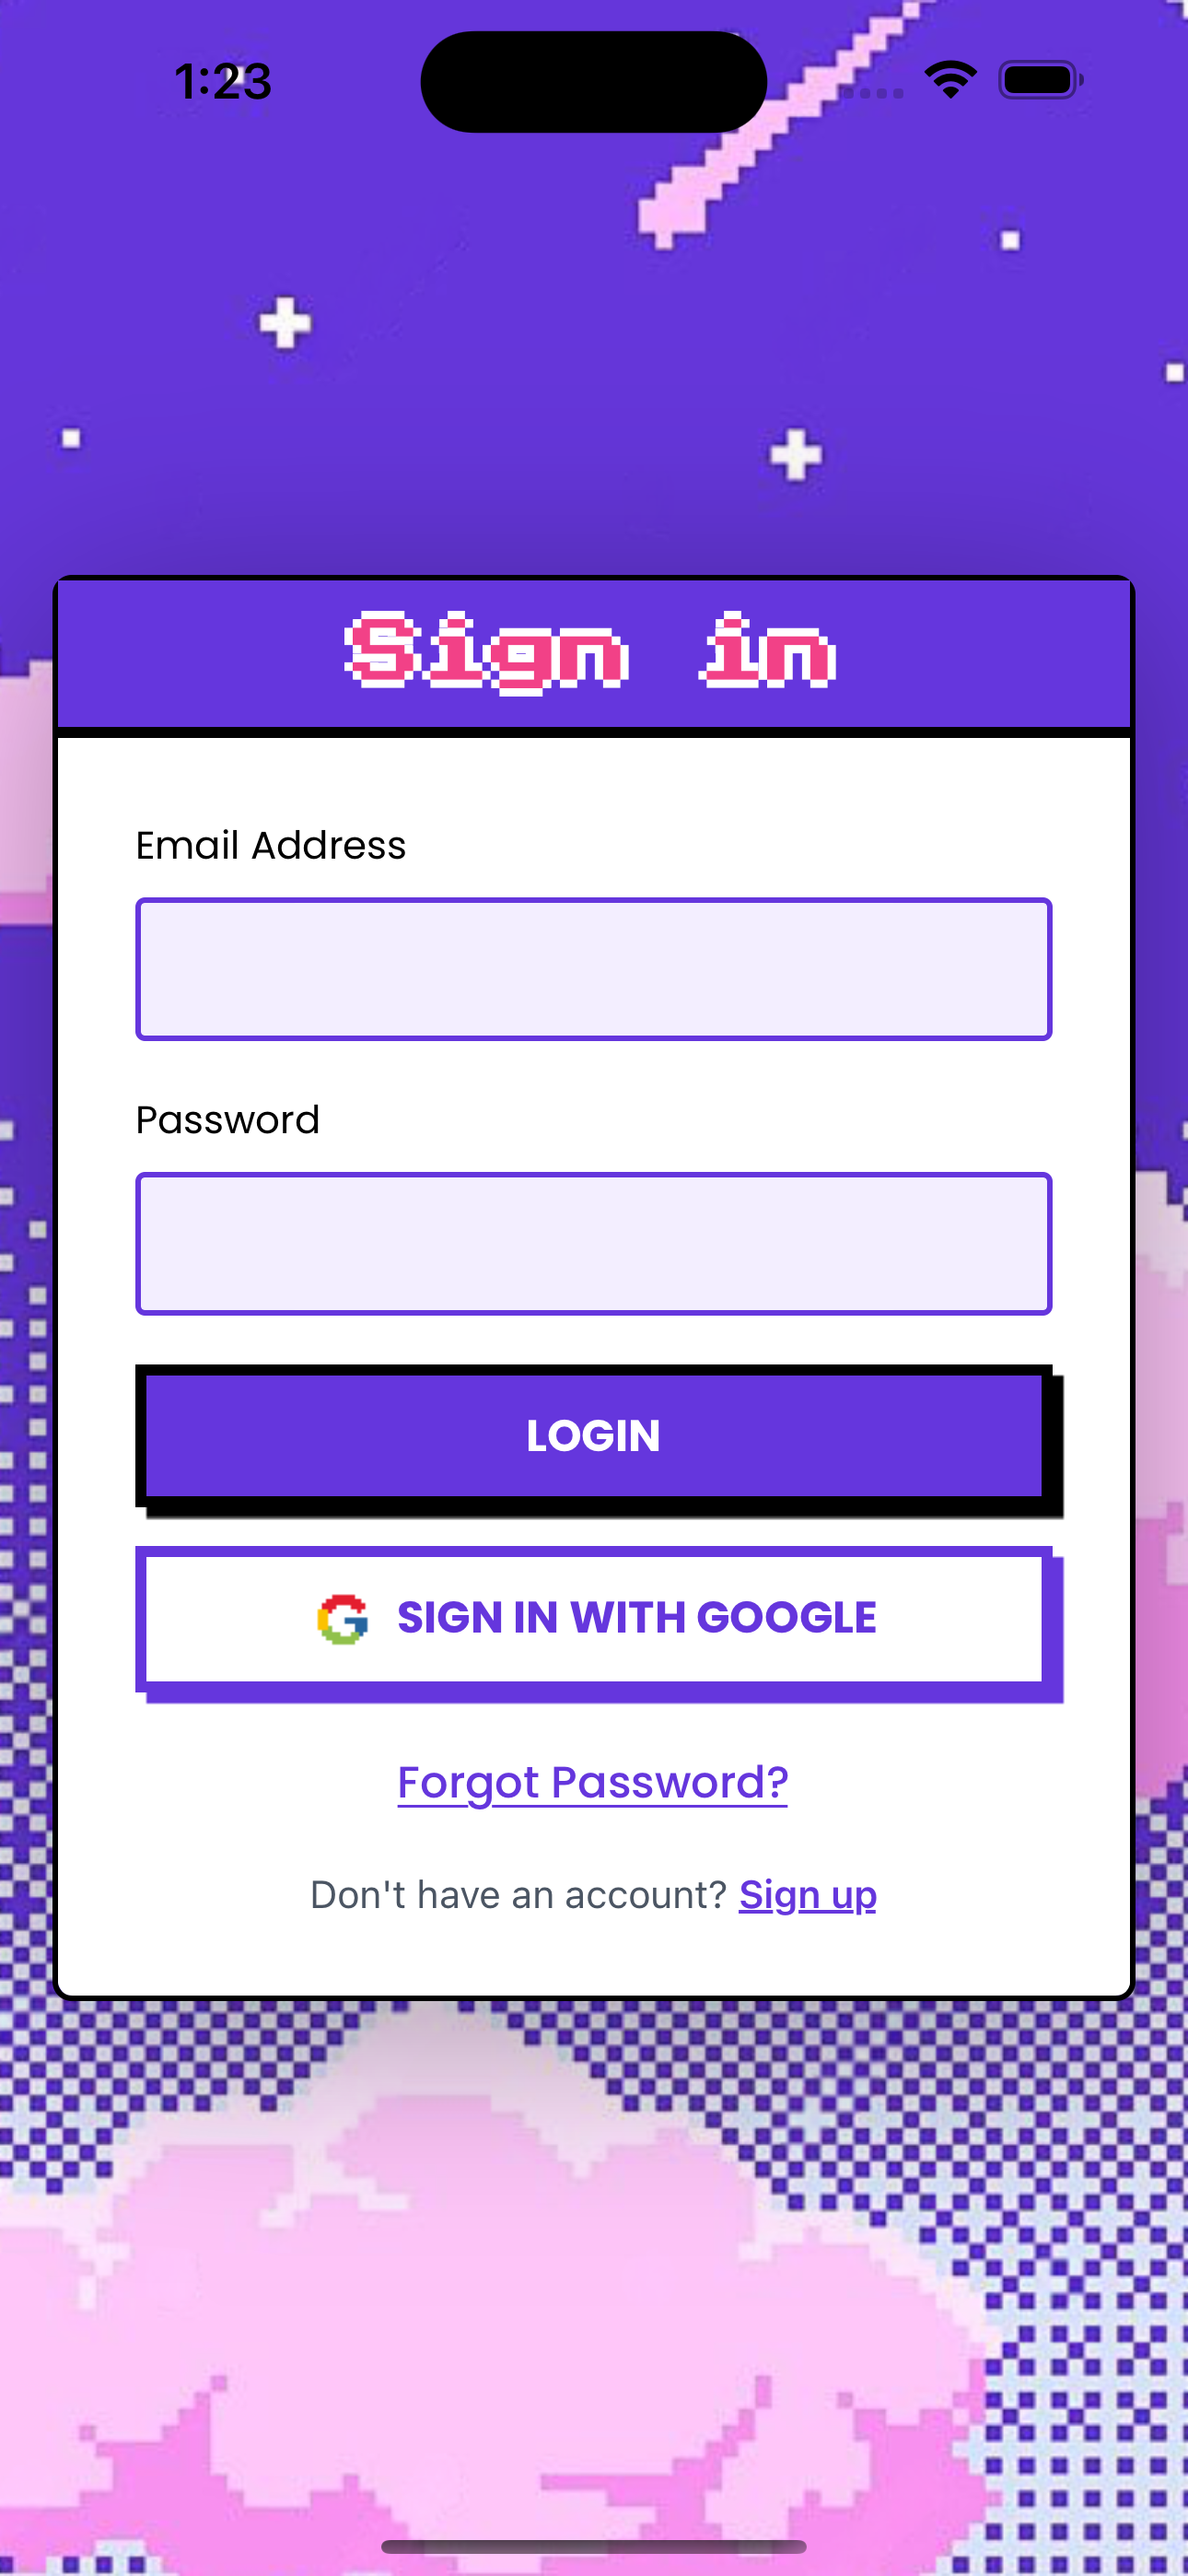 1:23
Sign in
Email Address
Password
LOGIN
SIGN IN WITH GOOGLE
Forgot Password?
Don't have an account? Sign up